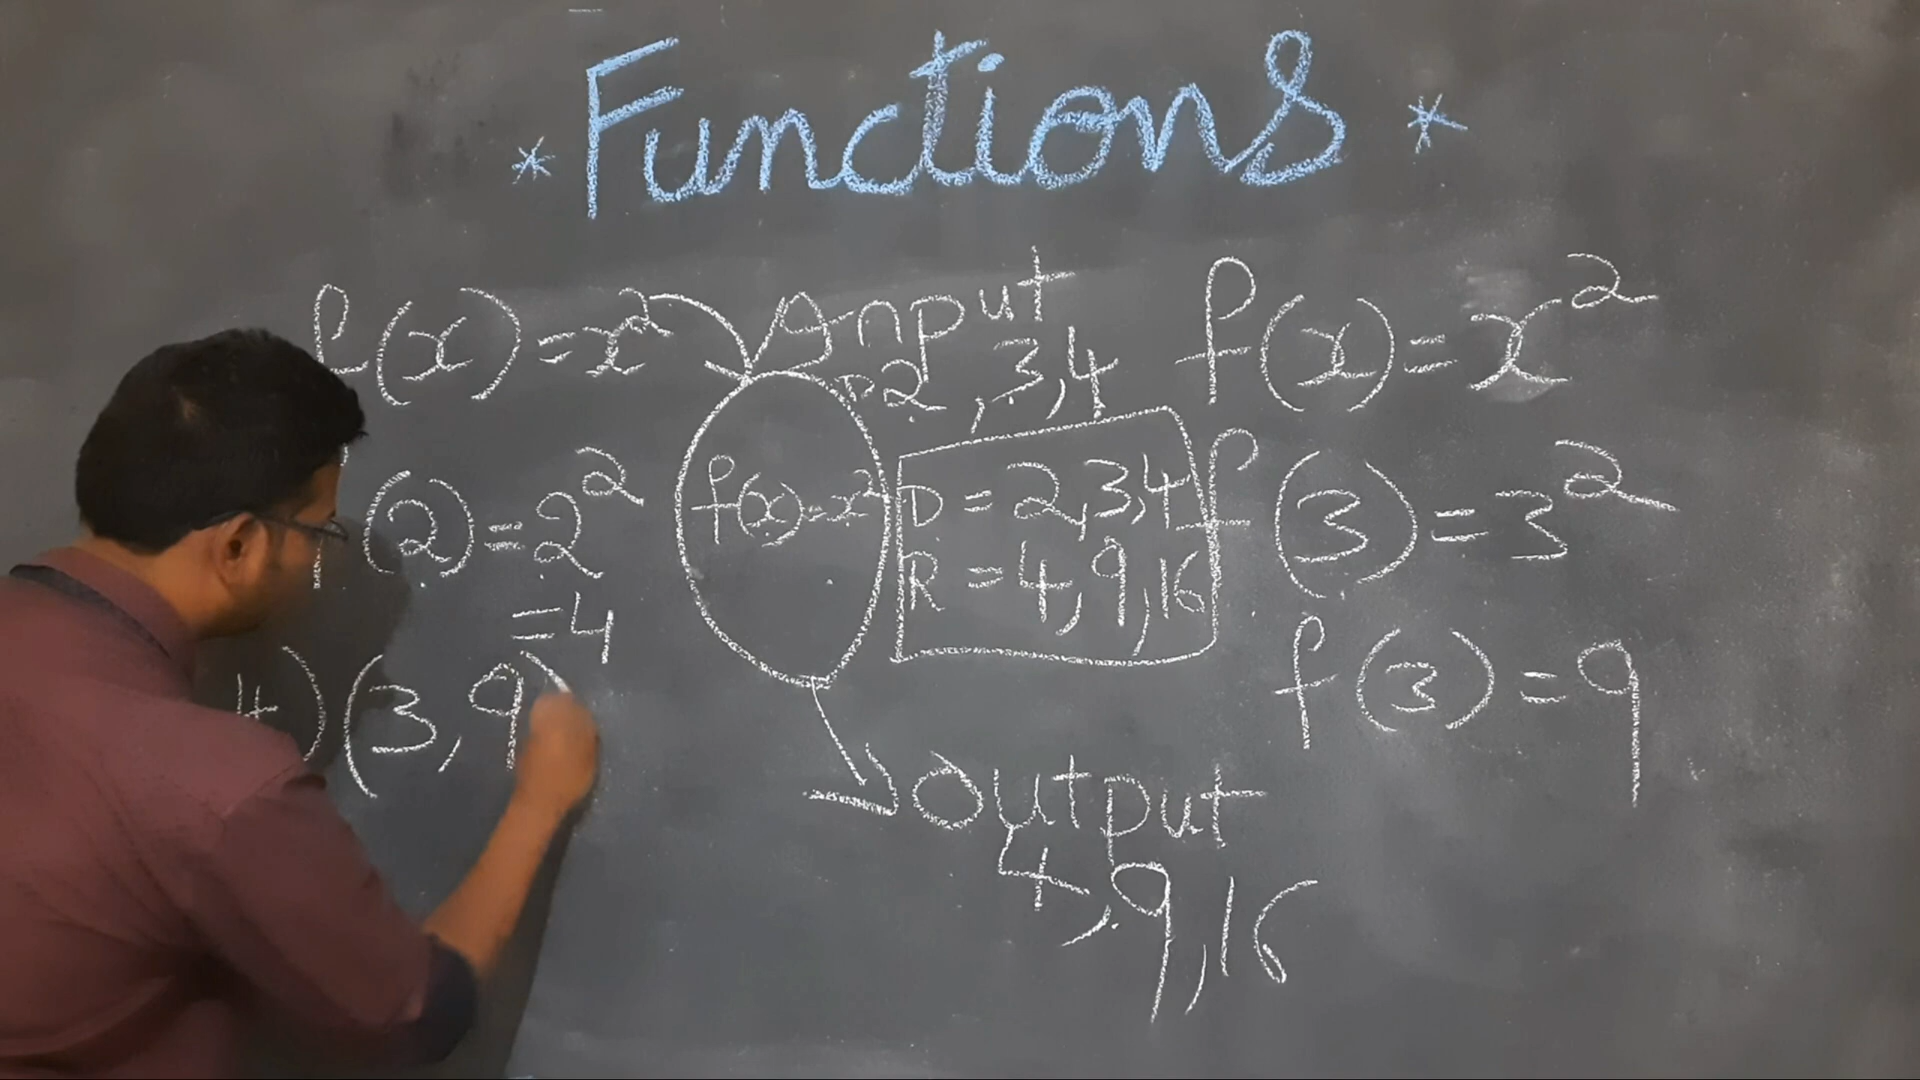 * Functions *
f(x)=x²
Input
2,3,4
f(x)=x²
(2)=2²
=4
f(x)=x²
D=2,3,4
R=4,9,16
f(3)=3²
f(3)=9
4)(3,9)
Output
4,9,16